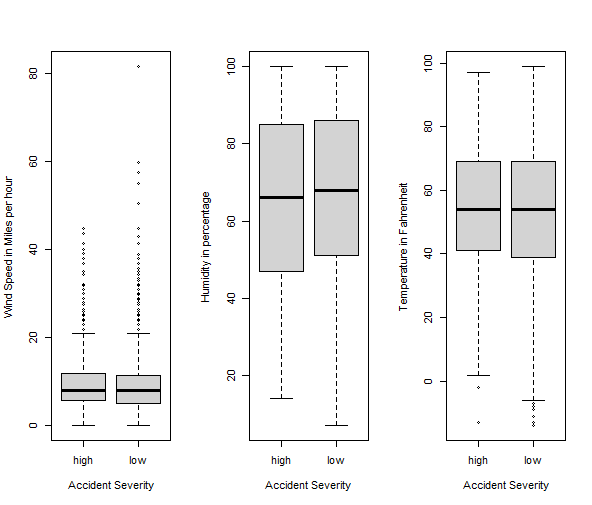 Wind Speed in Miles per hour
0
20
40
60
80
high
low
Accident Severity
Humidity in percentage
20
40
60
80
100
high
low
Accident Severity
Temperature in Fahrenheit
0
20
40
60
80
100
high
low
Accident Severity